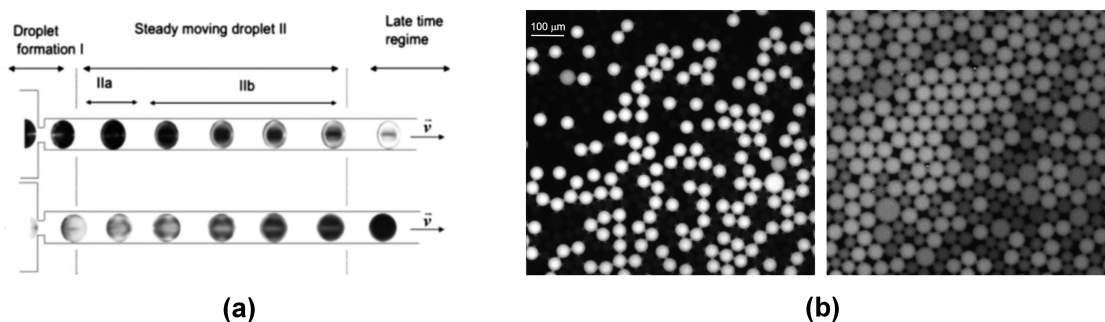 Droplet
formation I
Steady moving droplet II
Late time
regime
IIa
IIb
v
v
(a)
100 μm
(b)